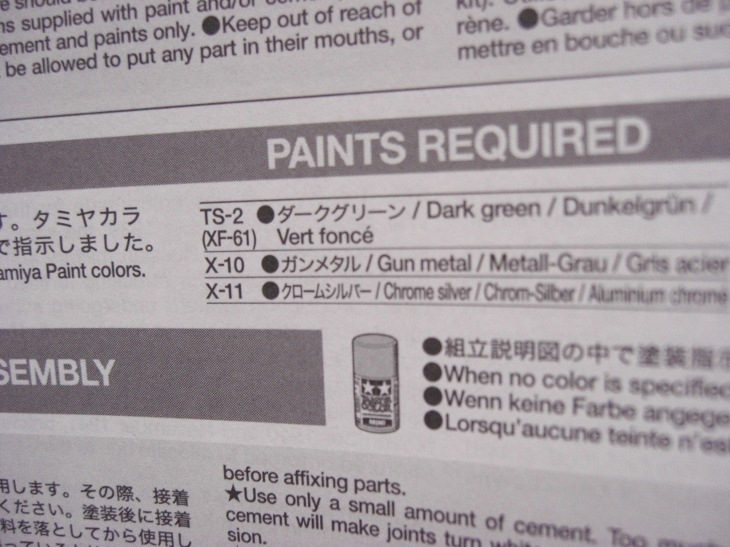 ns supplied with paint and/or
ement and paints only. ●Keep out of reach of
be allowed to put any part in their mouths, or
rène. ●Garder hors de
mettre en bouche ou suc
PAINTS REQUIRED
す。タミヤカラ
で指示しました。
amiya Paint colors.
TS-2 ●ダークグリーン / Dark green / Dunkelgrün /
(XF-61) Vert foncé
X-10 ●ガンメタル / Gun metal / Metall-Grau / Gris acier
X-11 ●クロームシルバー / Chrome silver / Chrom-Silber / Aluminium chromé
SEMBLY
●組立説明図の中で塗装指示
●When no color is specified
●Wenn keine Farbe angege
●Lorsqu'aucune teinte n'es
用します。その際、接着
ください。塗装後に接着
料を落としてから使用し
before affixing parts.
★Use only a small amount of cement. Too much
cement will make joints turn
sion.